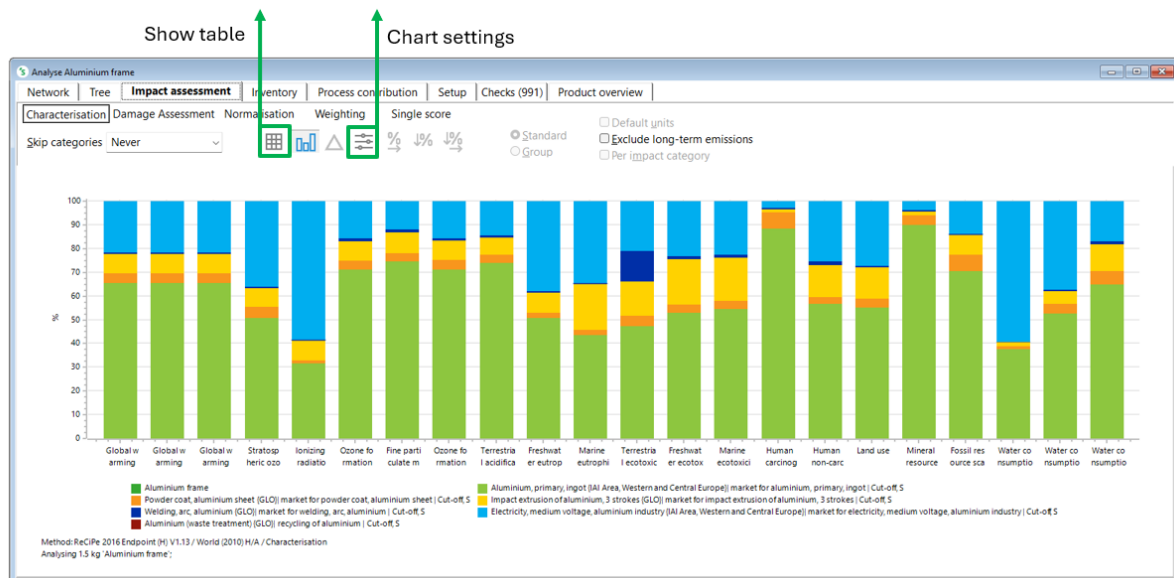 Show table
Chart settings
Analyse Aluminium frame
Network Tree Impact assessment Inventory Process contribution Setup Checks (991) Product overview
Characterisation Damage Assessment Normalisation Weighting Single score
Skip categories Never
Standard
Group
Default units
Exclude long-term emissions
Per impact category
100
90
80
70
60
50
40
30
20
10
0
%
Global w arming
Global w arming
Global w arming
Stratosp heric ozo
Ionizing radiatio
Ozone fo rmation
Fine parti culate m
Ozone fo rmation
Terrestria l acidifica
Freshwat er eutrop
Marine eutrophi
Terrestria l ecotoxic
Freshwat er ecotox
Marine ecotoxici
Human carcinog
Human non-carc
Land use
Mineral resource
Fossil res ource sca
Water co nsumptio
Water co nsumptio
Water co nsumptio
Aluminium frame
Aluminium, primary, ingot {IAI Area, Western and Central Europe}| market for aluminium, primary, ingot | Cut-off, S
Powder coat, aluminium sheet {GLO}| market for powder coat, aluminium sheet | Cut-off, S
Impact extrusion of aluminium, 3 strokes {GLO}| market for impact extrusion of aluminium, 3 strokes | Cut-off, S
Welding, arc, aluminium {GLO}| market for welding, arc, aluminium | Cut-off, S
Electricity, medium voltage, aluminium industry {IAI Area, Western and Central Europe}| market for electricity, medium voltage, aluminium industry | Cut-off, S
Aluminium (waste treatment) {GLO}| recycling of aluminium | Cut-off, S
Method: ReCiPe 2016 Endpoint (H) V1.13 / World (2010) H/A / Characterisation
Analysing 1.5 kg 'Aluminium frame';